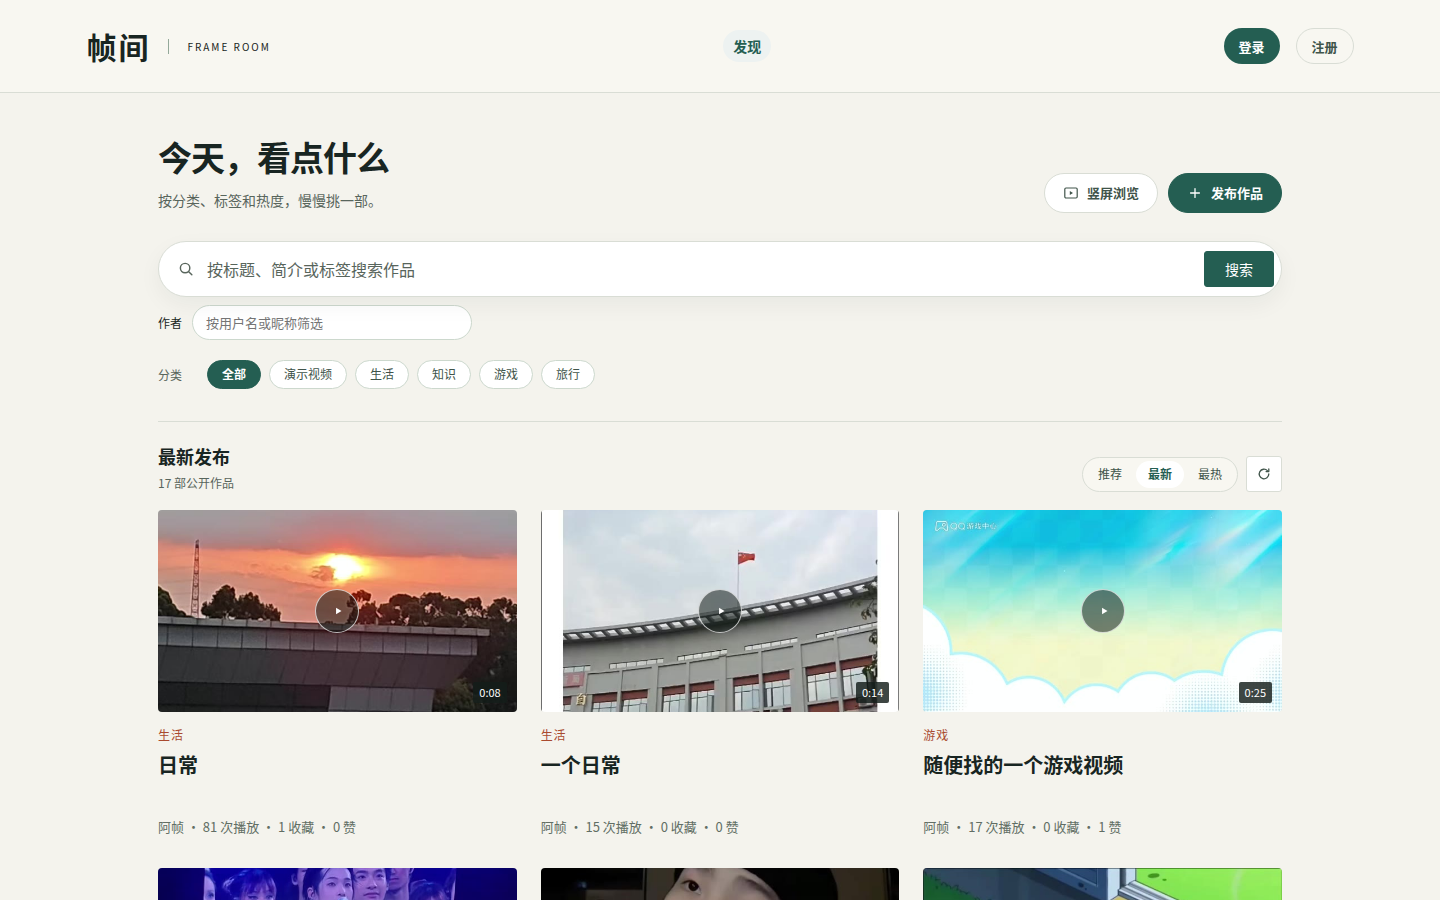 帧间
FRAME ROOM
发现
登录
注册
今天，看点什么
按分类、标签和热度，慢慢挑一部。
竖屏浏览
发布作品
按标题、简介或标签搜索作品
搜索
作者
按用户名或昵称筛选
分类
全部
演示视频
生活
知识
游戏
旅行
最新发布
17 部公开作品
推荐
最新
最热
0:08
自
0:14
QQ游戏中心
0:25
生活
日常
阿帧 · 81 次播放 · 1 收藏 · 0 赞
生活
一个日常
阿帧 · 15 次播放 · 0 收藏 · 0 赞
游戏
随便找的一个游戏视频
阿帧 · 17 次播放 · 0 收藏 · 1 赞